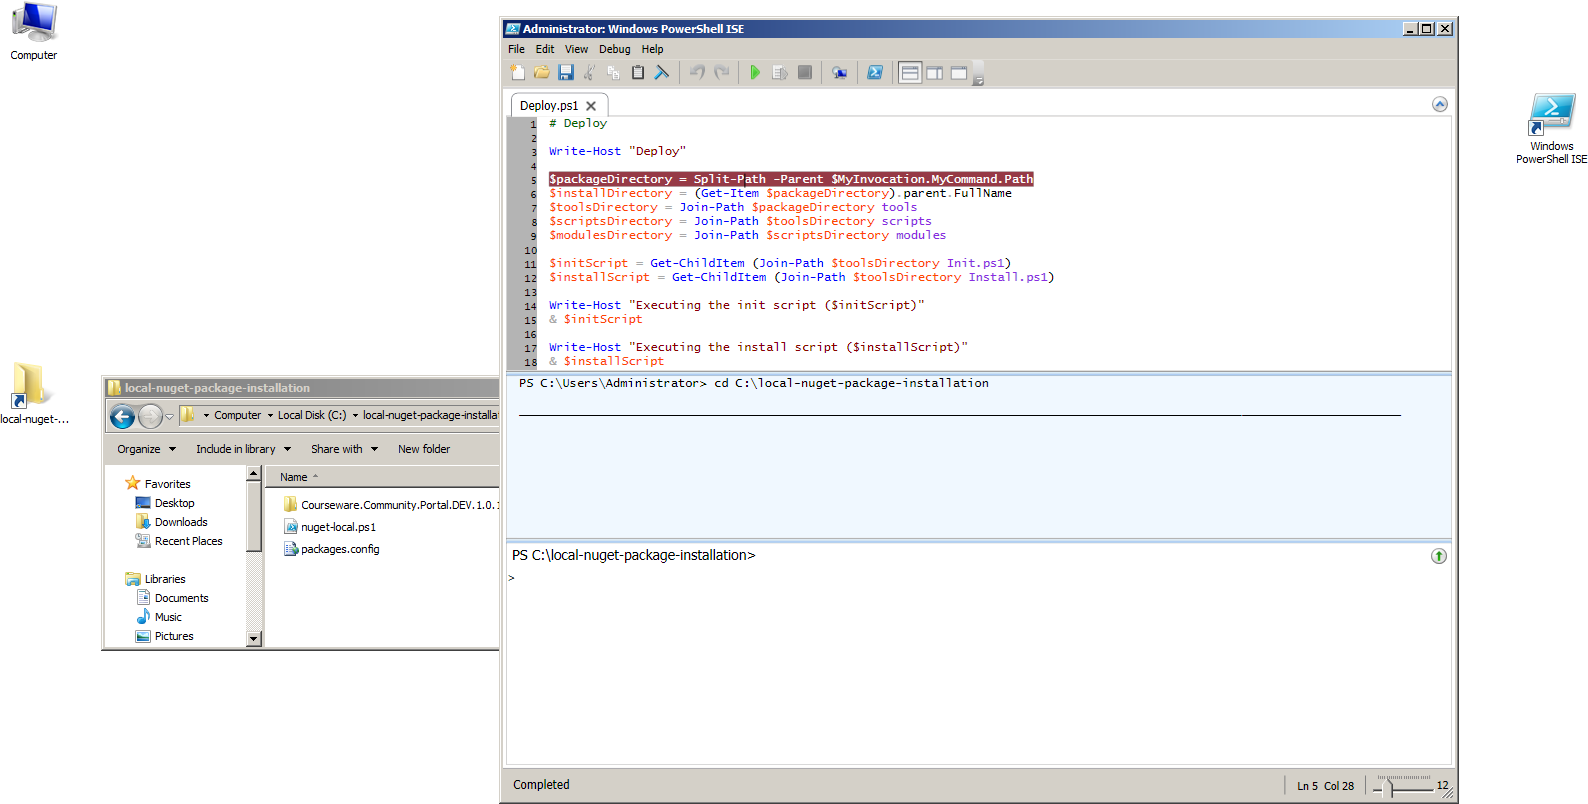 Computer
local-nuget-...
Windows
PowerShell ISE
local-nuget-package-installation
Computer
Local Disk (C:)
local-nuget-package-installat
Organize
Include in library
Share with
New folder
Favorites
Desktop
Downloads
Recent Places
Libraries
Documents
Music
Pictures
Name
Courseware.Community.Portal.DEV.1.0.1
nuget-local.ps1
packages.config
Administrator: Windows PowerShell ISE
File Edit View Debug Help
Deploy.ps1
1 # Deploy
2
3 Write-Host "Deploy"
4
5 $packageDirectory = Split-Path -Parent $MyInvocation.MyCommand.Path
6 $installDirectory = (Get-Item $packageDirectory).parent.FullName
7 $toolsDirectory = Join-Path $packageDirectory tools
8 $scriptsDirectory = Join-Path $toolsDirectory scripts
9 $modulesDirectory = Join-Path $scriptsDirectory modules
10
11 $initScript = Get-ChildItem (Join-Path $toolsDirectory Init.ps1)
12 $installScript = Get-ChildItem (Join-Path $toolsDirectory Install.ps1)
13
14 Write-Host "Executing the init script ($initScript)"
15 & $initScript
16
17 Write-Host "Executing the install script ($installScript)"
18 & $installScript
PS C:\Users\Administrator> cd C:\local-nuget-package-installation
PS C:\local-nuget-package-installation>
>
Completed
Ln 5 Col 28
12